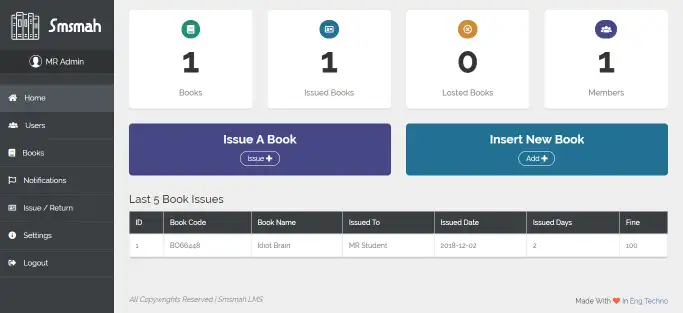 Smsmah
MR Admin
Home
Users
Books
Notifications
Issue / Return
Settings
Logout
1
Books
1
Issued Books
0
Losted Books
1
Members
Issue A Book
Issue +
Insert New Book
Add +
Last 5 Book Issues
ID Book Code Book Name Issued To Issued Date Issued Days Fine
1 BO66448 Idiot Brain MR Student 2018-12-02 2 100
All Copywrights Reserved | Smsmah LMS
Made With ❤ In Eng Techno